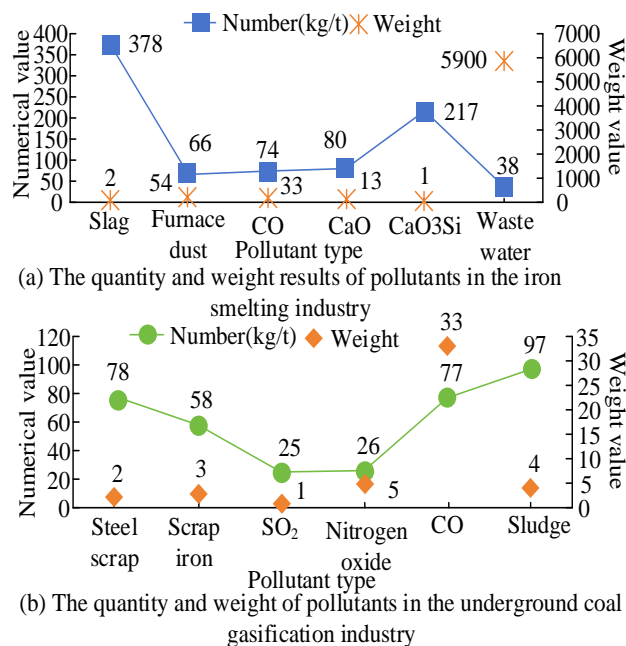 Number(kg/t) Weight
Numerical value
Weight value
400
350
300
250
200
150
100
50
0
7000
6000
5000
4000
3000
2000
1000
0
378
66
74
80
217
38
2
54
33
13
1
5900
Slag
Furnace dust
CO
CaO
CaO3Si
Waste water
Pollutant type
(a) The quantity and weight results of pollutants in the iron
smelting industry
Number(kg/t) Weight
Numerical value
Weight value
120
100
80
60
40
20
0
35
30
25
20
15
10
5
0
78
58
25
26
77
97
2
3
1
5
33
4
Steel scrap
Scrap iron
SO₂
Nitrogen oxide
CO
Sludge
Pollutant type
(b) The quantity and weight of pollutants in the underground coal
gasification industry